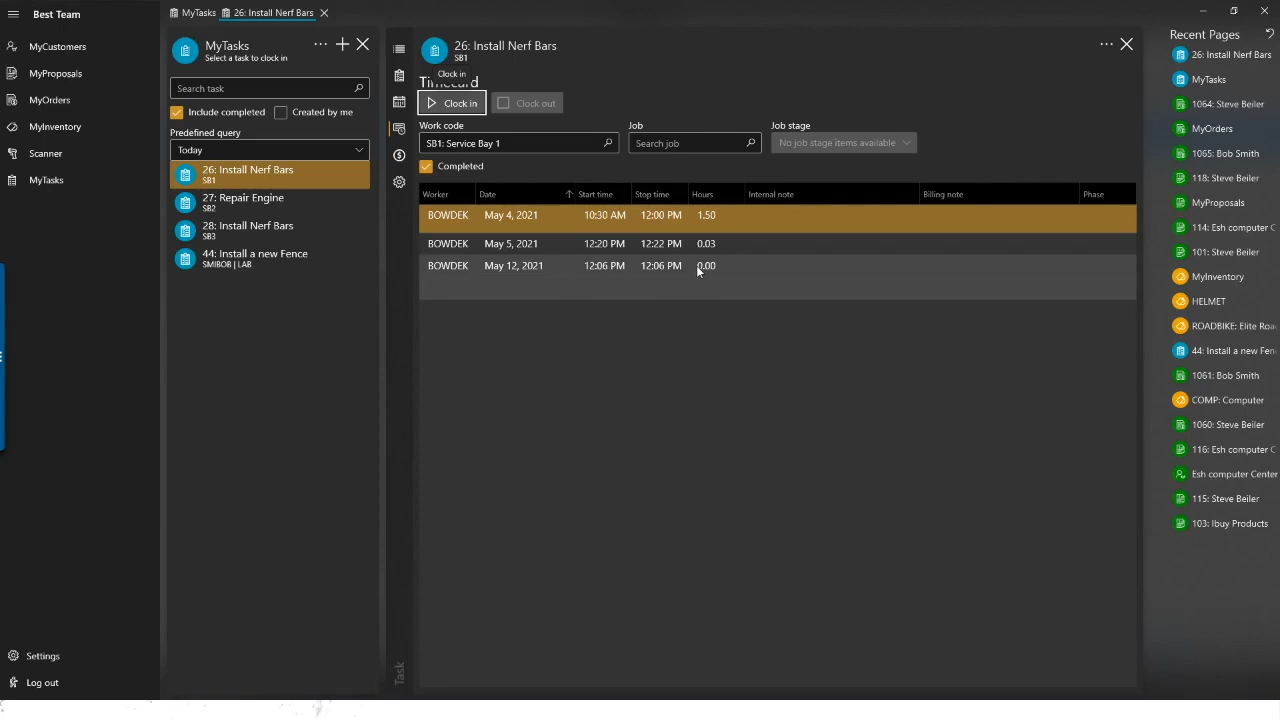 Best Team
MyCustomers
MyProposals
MyOrders
MyInventory
Scanner
MyTasks
Settings
Log out
MyTasks
26: Install Nerf Bars
MyTasks
Select a task to clock in
Search task
Include completed
Created by me
Predefined query
Today
26: Install Nerf Bars
SB1
27: Repair Engine
SB2
28: Install Nerf Bars
SB3
44: Install a new Fence
SMIBOB | LAB
Task
26: Install Nerf Bars
SB1
Clock in
Timecard
Clock in
Clock out
Work code
Job
Job stage
SB1: Service Bay 1
Search job
No job stage items available
Completed
Worker Date Start time Stop time Hours Internal note Billing note Phase
BOWDEK May 4, 2021 10:30 AM 12:00 PM 1.50
BOWDEK May 5, 2021 12:20 PM 12:22 PM 0.03
BOWDEK May 12, 2021 12:06 PM 12:06 PM 0.00
Recent Pages
26: Install Nerf Bars
MyTasks
1064: Steve Beiler
MyOrders
1065: Bob Smith
118: Steve Beiler
MyProposals
114: Esh computer C
101: Steve Beiler
MyInventory
HELMET
ROADBIKE: Elite Roa
44: Install a new Fen
1061: Bob Smith
COMP: Computer
1060: Steve Beiler
116: Esh computer C
Esh computer Center
115: Steve Beiler
103: Ibuy Products